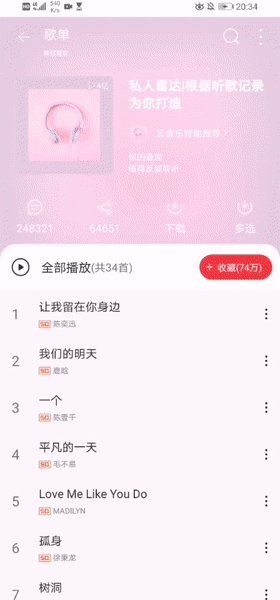 540
K/s
20:34
歌单
私人雷达|根据听歌记录
为你打造
云音乐智能推荐
你的最爱
值得反复聆听
248321
64651
下载
多选
全部播放(共34首)
+ 收藏(74万)
1
让我留在你身边
SQ 陈奕迅
2
我们的明天
SQ 鹿晗
3
一个
SQ 陈壹千
4
平凡的一天
SQ 毛不易
5
Love Me Like You Do
SQ MADILYN
6
孤身
SQ 徐秉龙
7
树洞